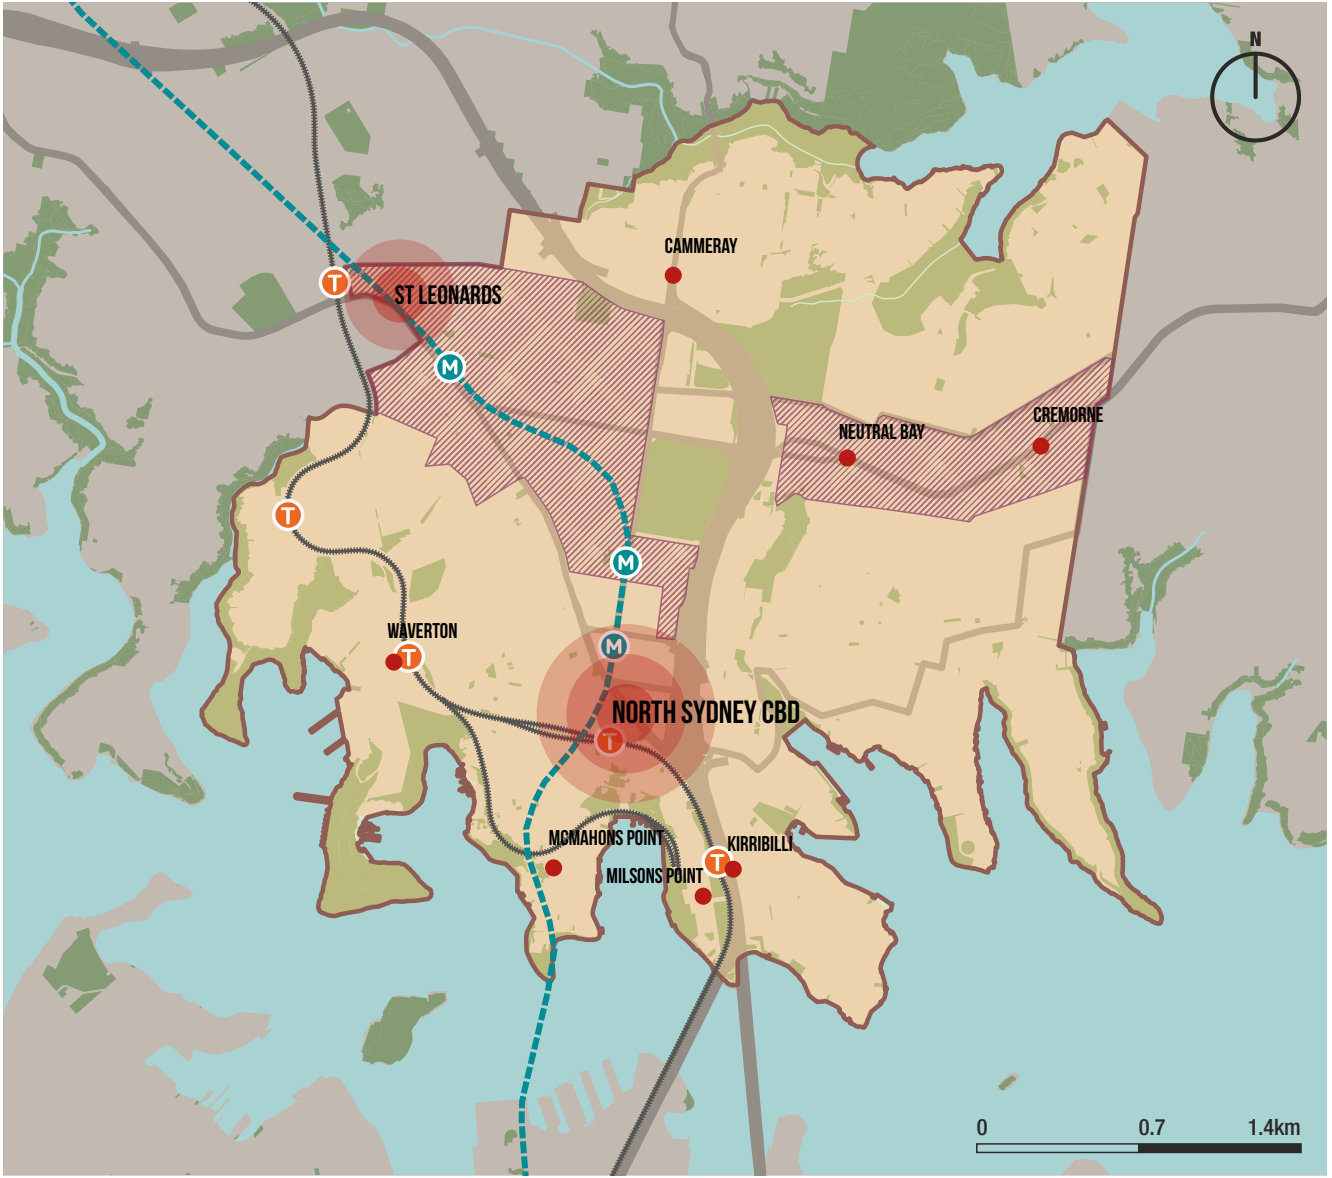 N
CAMMERAY
T
ST LEONARDS
M
CREMORNE
NEUTRAL BAY
T
M
WAVERTON
T
M
NORTH SYDNEY CBD
T
MCMAHONS POINT
KIRRIBILLI
T
MILSONS POINT
0 0.7 1.4km